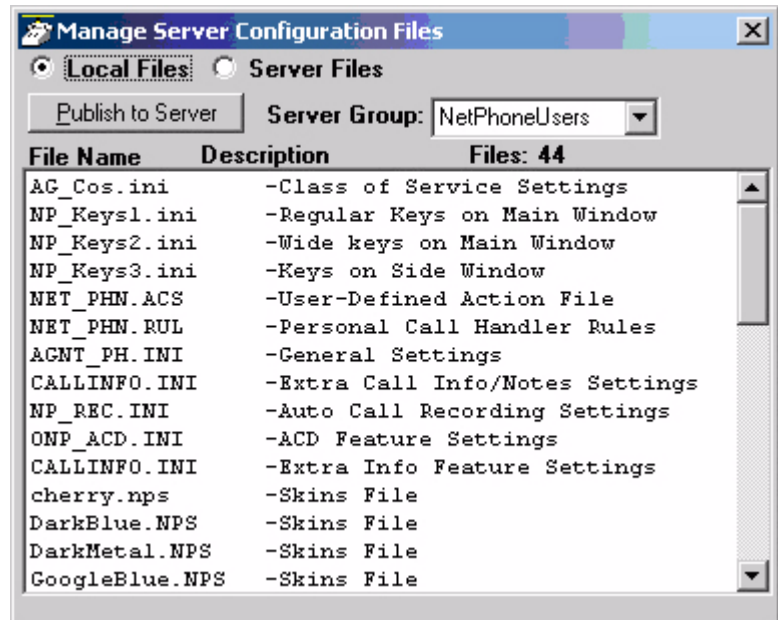 Manage Server Configuration Files
Local Files Server Files
Publish to Server Server Group: NetPhoneUsers
File Name Description Files: 44
AG_Cos.ini -Class of Service Settings
NP_Keys1.ini -Regular Keys on Main Window
NP_Keys2.ini -Wide keys on Main Window
NP_Keys3.ini -Keys on Side Window
NET_PHN.ACS -User-Defined Action File
NET_PHN.RUL -Personal Call Handler Rules
AGNT_PH.INI -General Settings
CALLINFO.INI -Extra Call Info/Notes Settings
NP_REC.INI -Auto Call Recording Settings
ONP_ACD.INI -ACD Feature Settings
CALLINFO.INI -Extra Info Feature Settings
cherry.nps -Skins File
DarkBlue.NPS -Skins File
DarkMetal.NPS -Skins File
GoogleBlue.NPS -Skins File